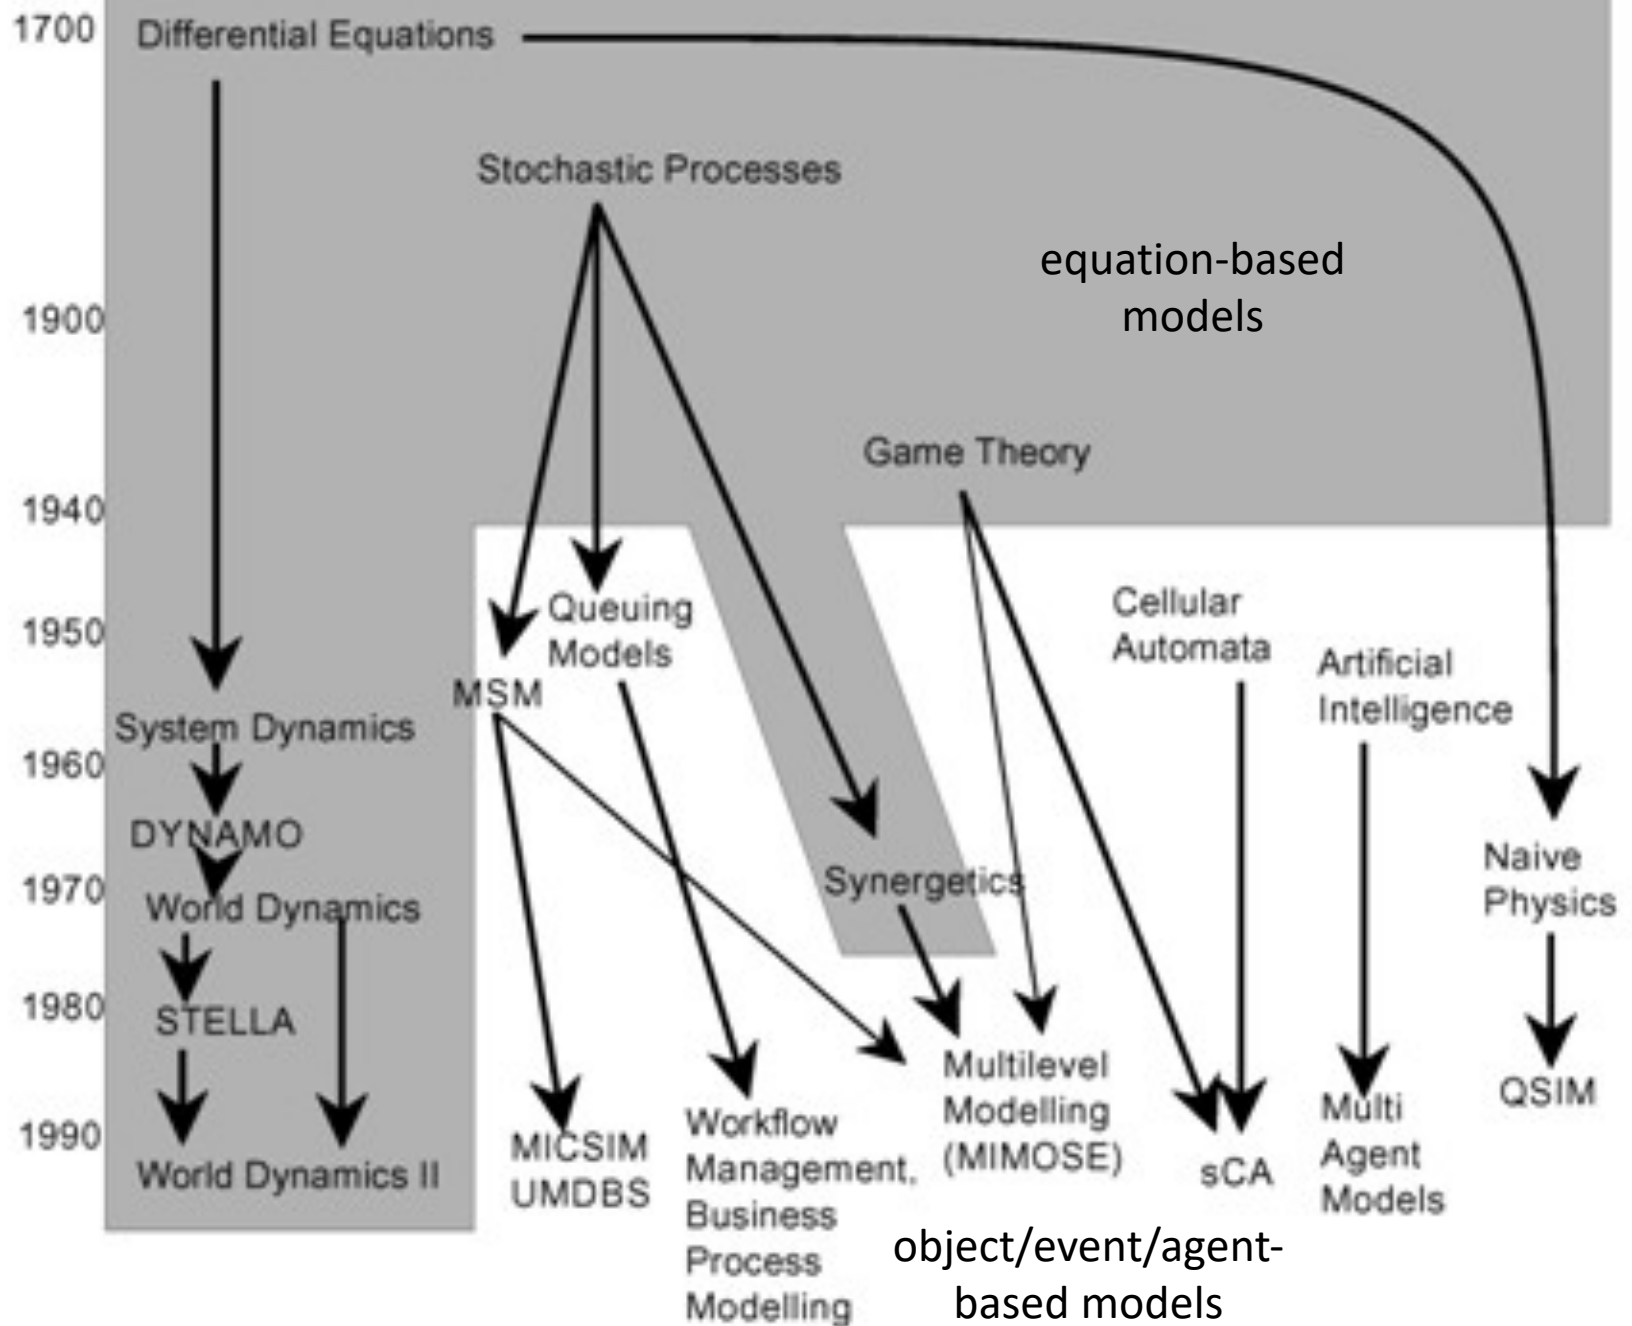 1700
Differential Equations
Stochastic Processes
equation-based
models
1900
Game Theory
1940
Queuing
Models
Cellular
Automata
1950
Artificial
Intelligence
MSM
System Dynamics
1960
DYNAMO
Naive
Physics
Synergetics
1970
World Dynamics
1980
STELLA
Multilevel
Modelling
(MIMOSE)
QSIM
Multi
Agent
Models
1990
World Dynamics II
MICSIM
UMDBS
Workflow
Management,
Business
Process
Modelling
sCA
object/event/agent-
based models